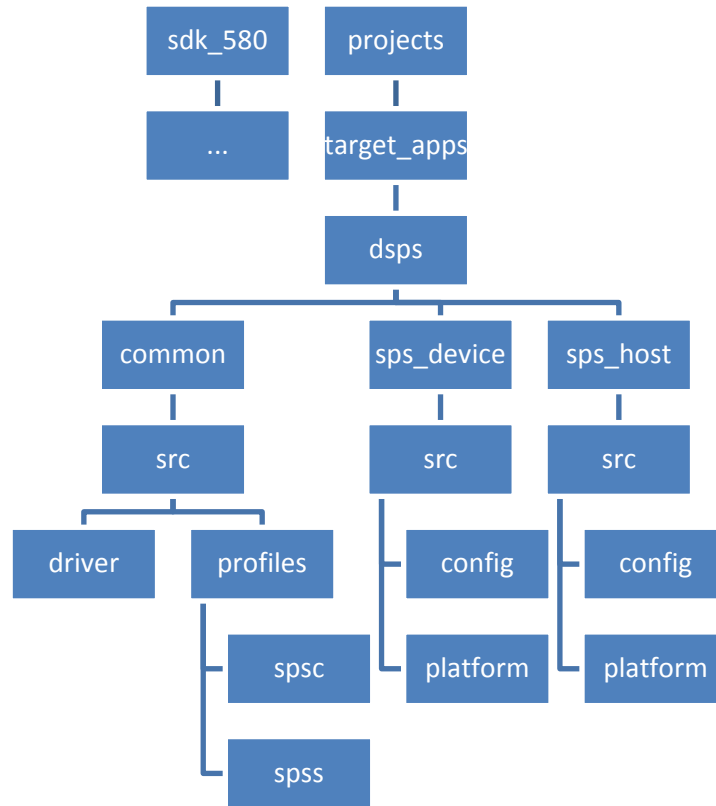 sdk_580
projects
...
target_apps
dsps
common
sps_device
sps_host
src
src
src
driver
profiles
config
config
spsc
platform
platform
spss